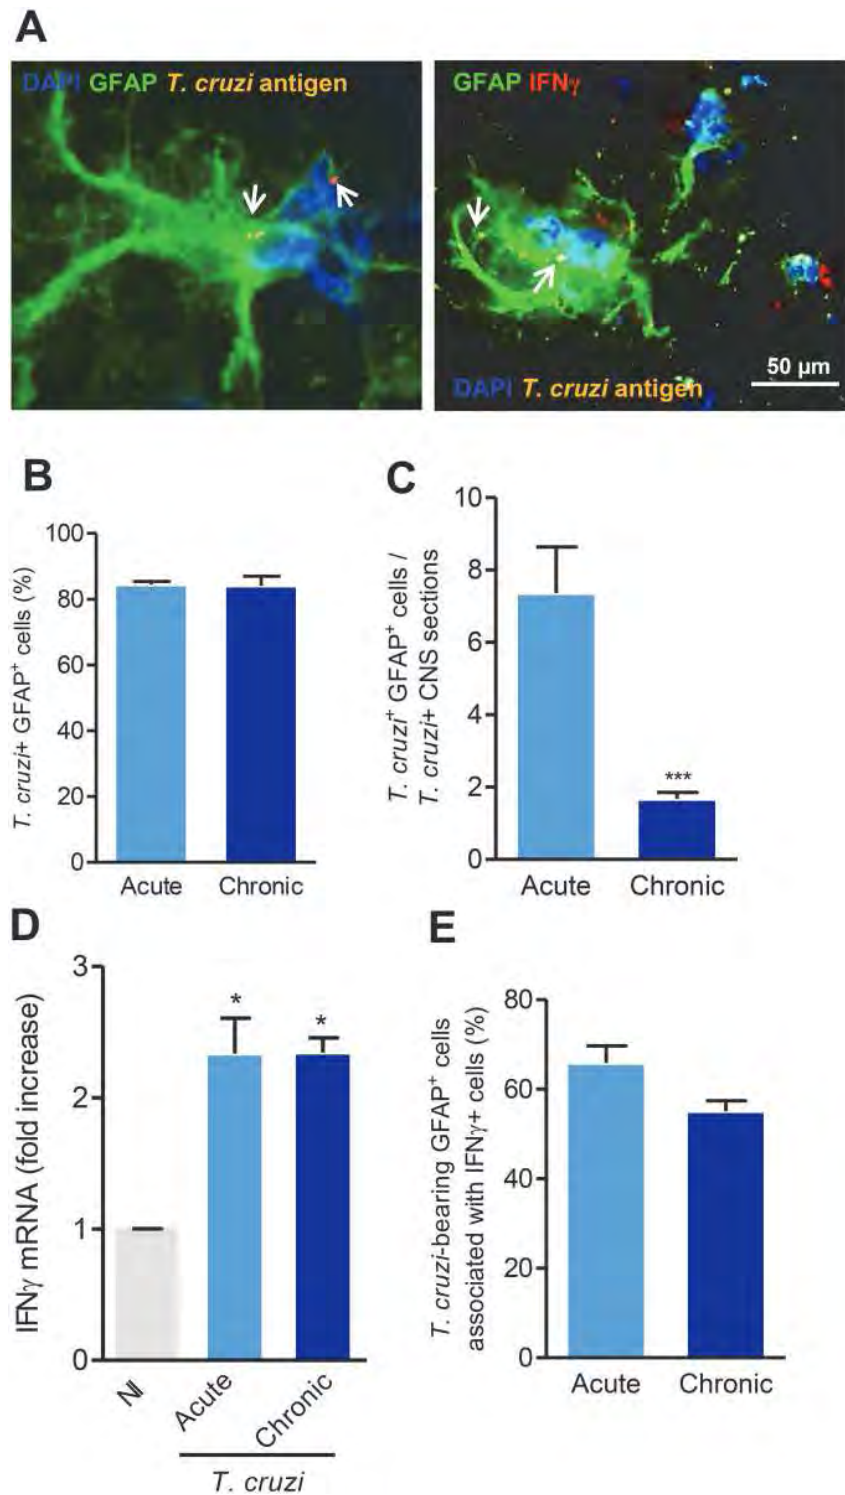 A
DAPI GFAP T. cruzi antigen
GFAP IFNγ
50 µm
DAPI T. cruzi antigen
B
T. cruzi+ GFAP⁺ cells (%)
100
80
60
40
20
0
Acute Chronic
C
T. cruzi⁺ GFAP⁺ cells /
T. cruzi+ CNS sections
10
8
6
4
2
0
***
Acute Chronic
D
IFNγ mRNA (fold increase)
3
2
1
0
*
*
NI
Acute
Chronic
T. cruzi
E
T. cruzi-bearing GFAP⁺ cells
associated with IFNγ+ cells (%)
80
60
40
20
0
Acute Chronic